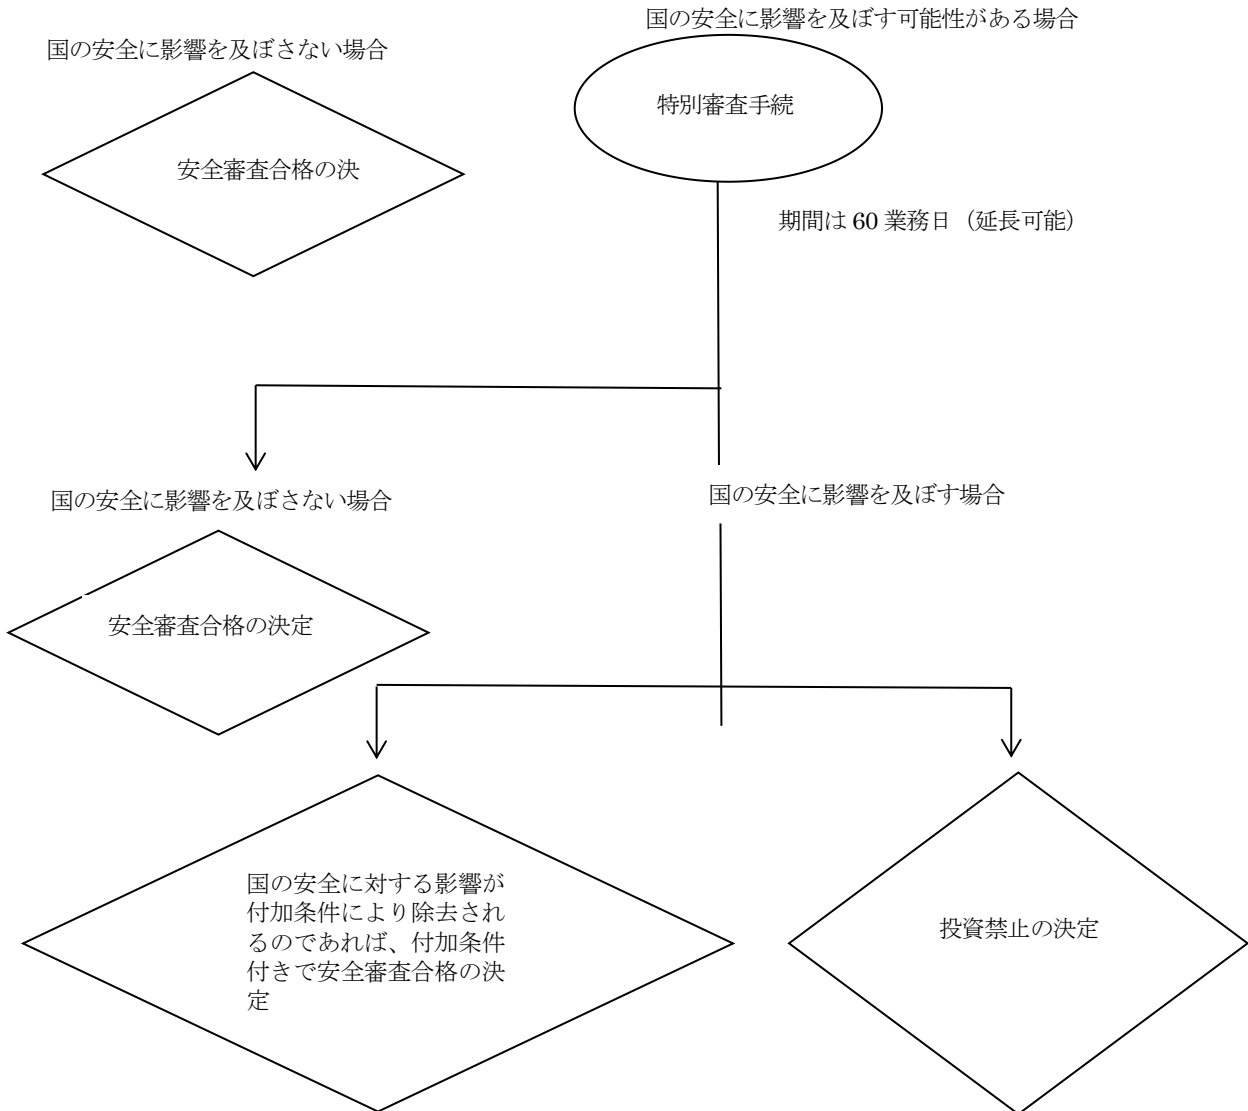 国の安全に影響を及ぼす可能性がある場合
国の安全に影響を及ぼさない場合
特別審査手続
安全審査合格の決
期間は 60 業務日（延長可能）
国の安全に影響を及ぼさない場合
国の安全に影響を及ぼす場合
安全審査合格の決定
国の安全に対する影響が
付加条件により除去され
るのであれば、付加条件
付きで安全審査合格の決
定
投資禁止の決定